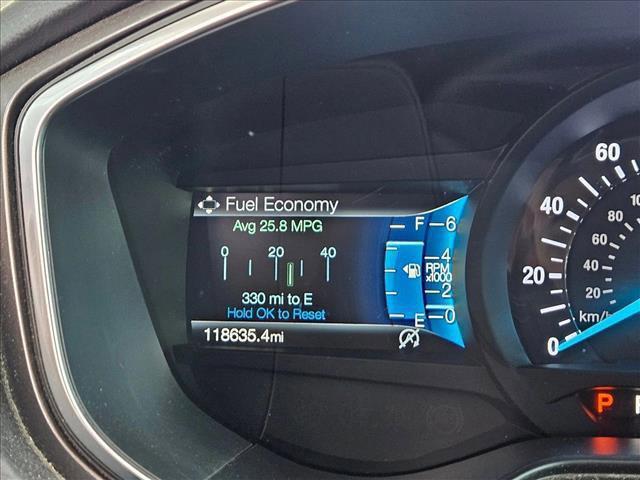 Fuel Economy
Avg 25.8 MPG
0 20 40
330 mi to E
Hold OK to Reset
118635.4mi
F
E
6
4
RPM
x1000
2
0
60
40
20
0
80
60
40
20
km/h
P